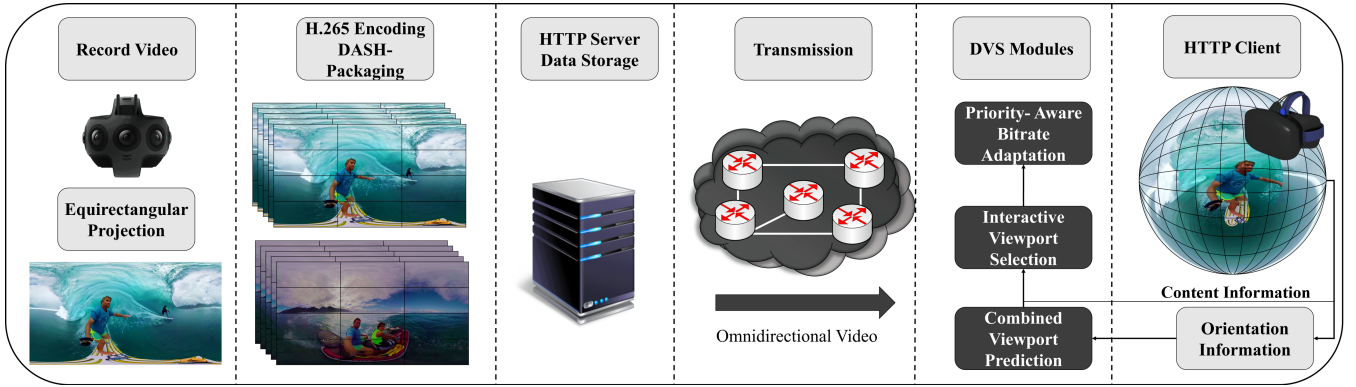 Record Video
Equirectangular
Projection
H.265 Encoding
DASH-
Packaging
HTTP Server
Data Storage
Transmission
Omnidirectional Video
DVS Modules
Priority- Aware
Bitrate
Adaptation
Interactive
Viewport
Selection
Combined
Viewport
Prediction
HTTP Client
Content Information
Orientation
Information